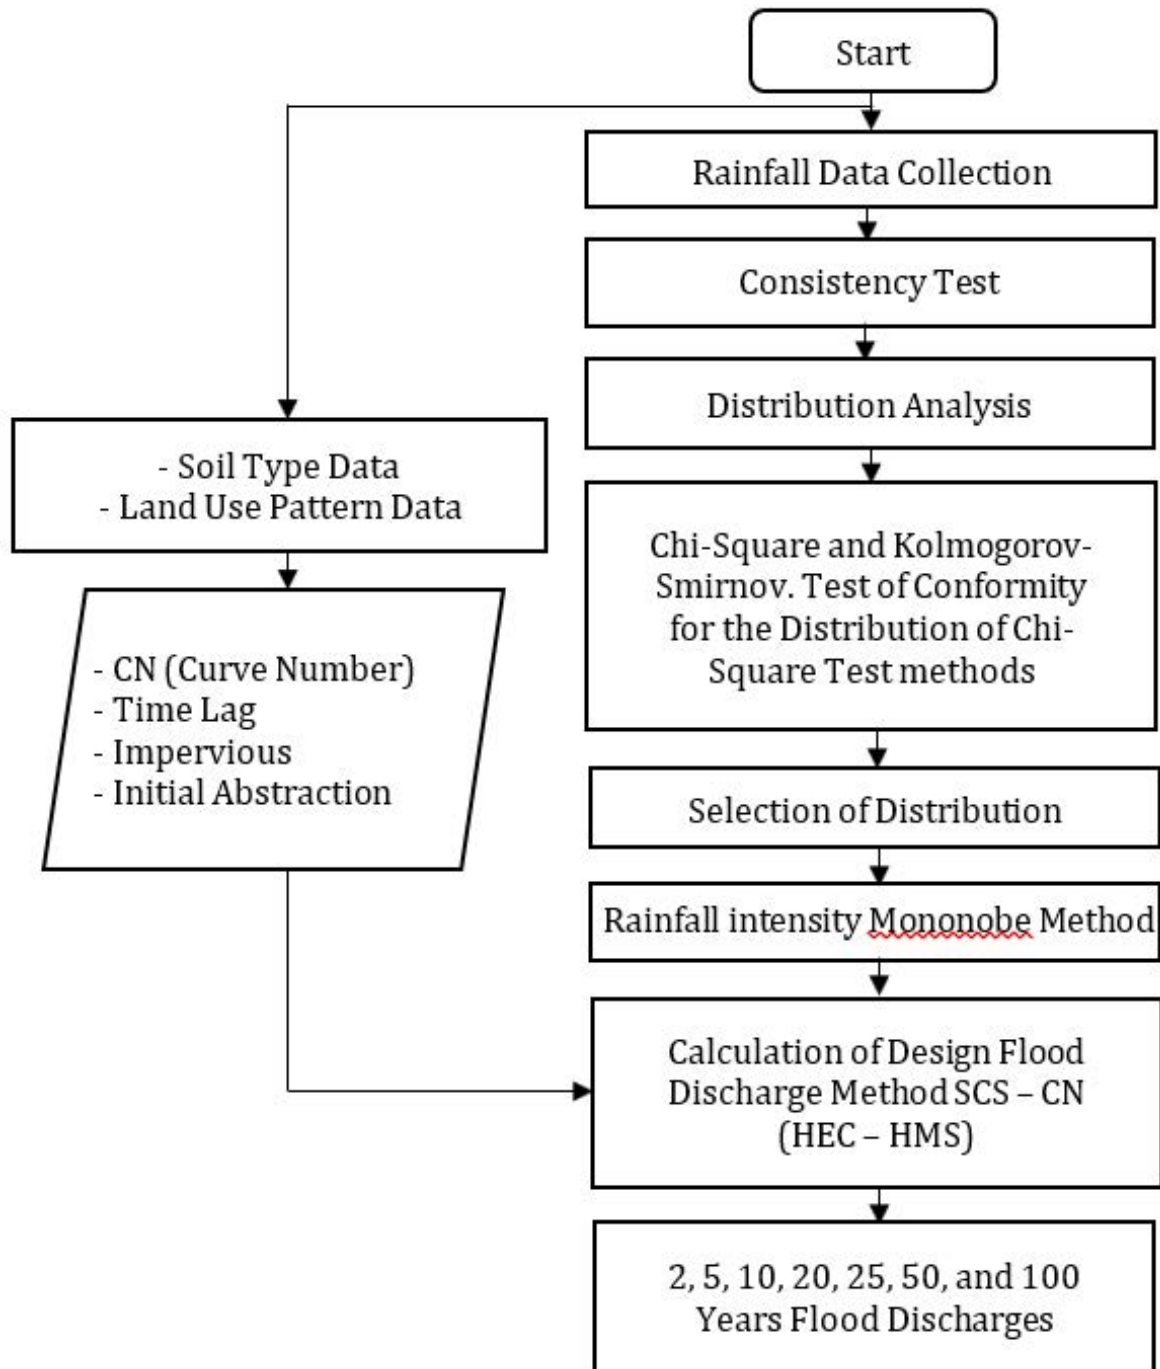 Start
Rainfall Data Collection
Consistency Test
Distribution Analysis
- Soil Type Data
- Land Use Pattern Data
Chi-Square and Kolmogorov-
Smirnov. Test of Conformity
for the Distribution of Chi-
Square Test methods
- CN (Curve Number)
- Time Lag
- Impervious
- Initial Abstraction
Selection of Distribution
Rainfall intensity Mononobe Method
Calculation of Design Flood
Discharge Method SCS – CN
(HEC – HMS)
2, 5, 10, 20, 25, 50, and 100
Years Flood Discharges